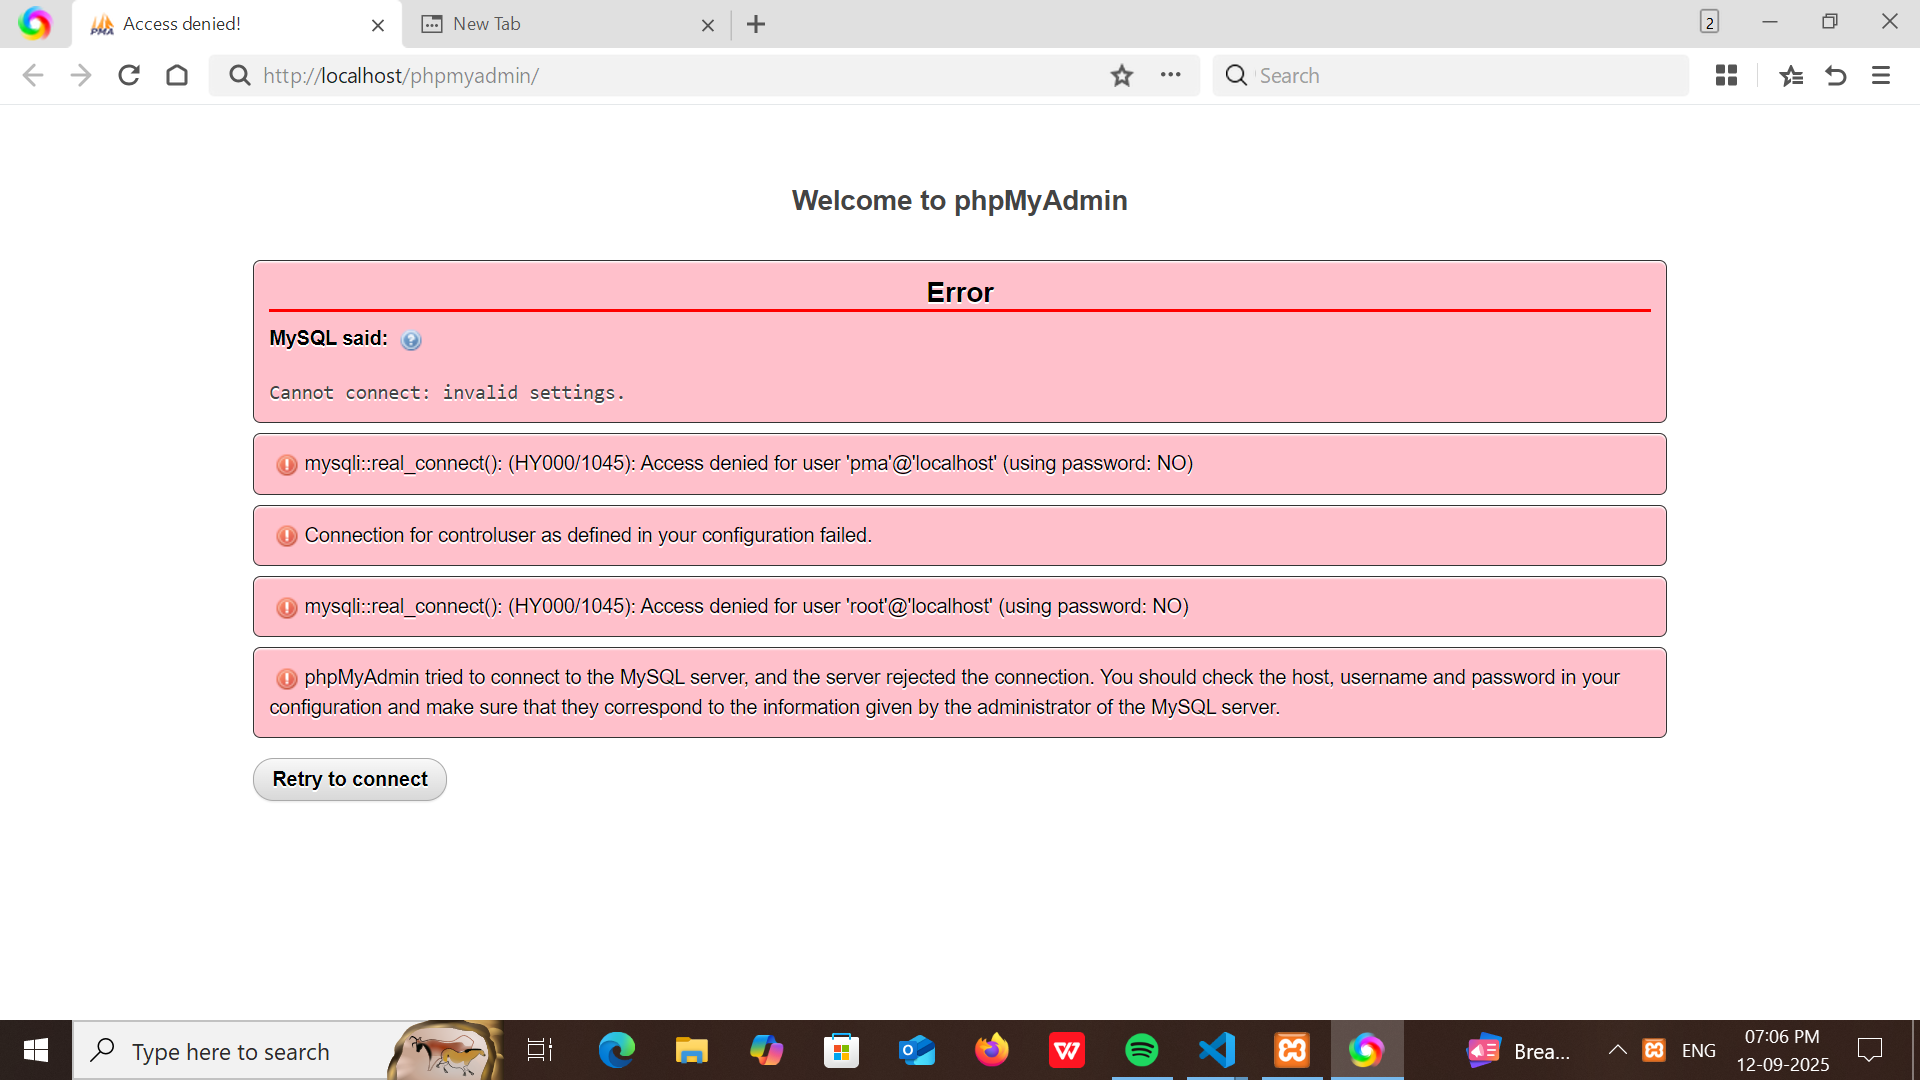 Access denied!
New Tab
2
http://localhost/phpmyadmin/
Search
Welcome to phpMyAdmin
Error
MySQL said:
Cannot connect: invalid settings.
mysqli::real_connect(): (HY000/1045): Access denied for user 'pma'@'localhost' (using password: NO)
Connection for controluser as defined in your configuration failed.
mysqli::real_connect(): (HY000/1045): Access denied for user 'root'@'localhost' (using password: NO)
phpMyAdmin tried to connect to the MySQL server, and the server rejected the connection. You should check the host, username and password in your
configuration and make sure that they correspond to the information given by the administrator of the MySQL server.
Retry to connect
Type here to search
Brea...
ENG
07:06 PM
12-09-2025